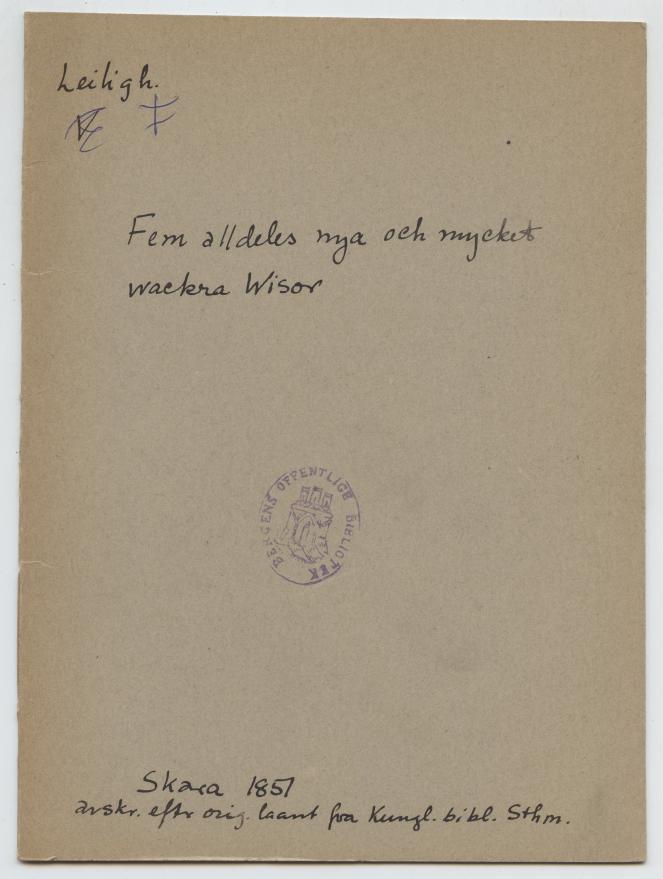 Leiligh.
Fem alldeles nya och mycket
wackra Wisor
BERGENS OFFENTLIGE BIBLIOTEK
Skara 1851
avskr. eftr orig. laant fra Kungl. bibl. Sthm.